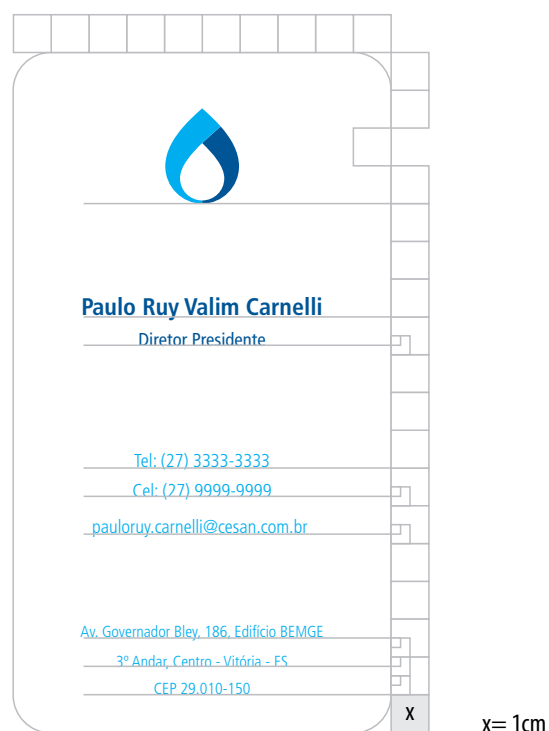 Paulo Ruy Valim Carnelli
Diretor Presidente
Tel: (27) 3333-3333
Cel: (27) 9999-9999
pauloruy.carnelli@cesan.com.br
Av. Governador Bley, 186, Edifício BEMGE
3º Andar, Centro - Vitória - ES
CEP 29.010-150
X
x= 1cm